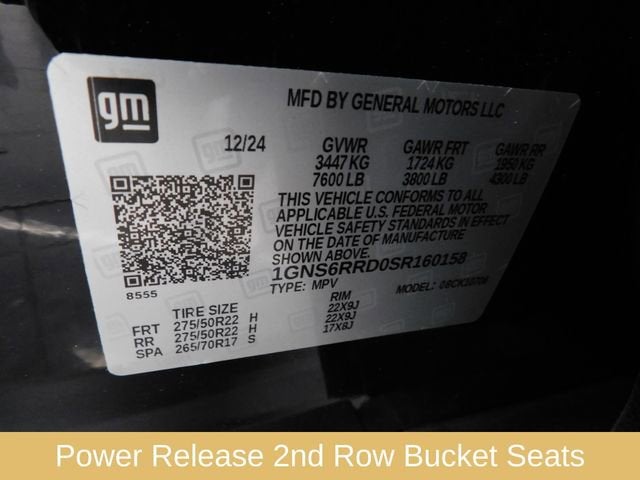 gm
MFD BY GENERAL MOTORS LLC
12/24 GVWR GAWR FRT GAWR RR
3447 KG 1724 KG 1950 KG
7600 LB 3800 LB 4300 LB
THIS VEHICLE CONFORMS TO ALL
APPLICABLE U.S. FEDERAL MOTOR
VEHICLE SAFETY STANDARDS IN EFFECT
ON THE DATE OF MANUFACTURE
SHOWN ABOVE.
1GNS6RRD0SR160158
8555
TYPE: MPV MODEL:
TIRE SIZE RIM
FRT 275/50R22 H 22X9J
RR 275/50R22 H 22X9J
SPA 265/70R17 S 17X8J
Power Release 2nd Row Bucket Seats